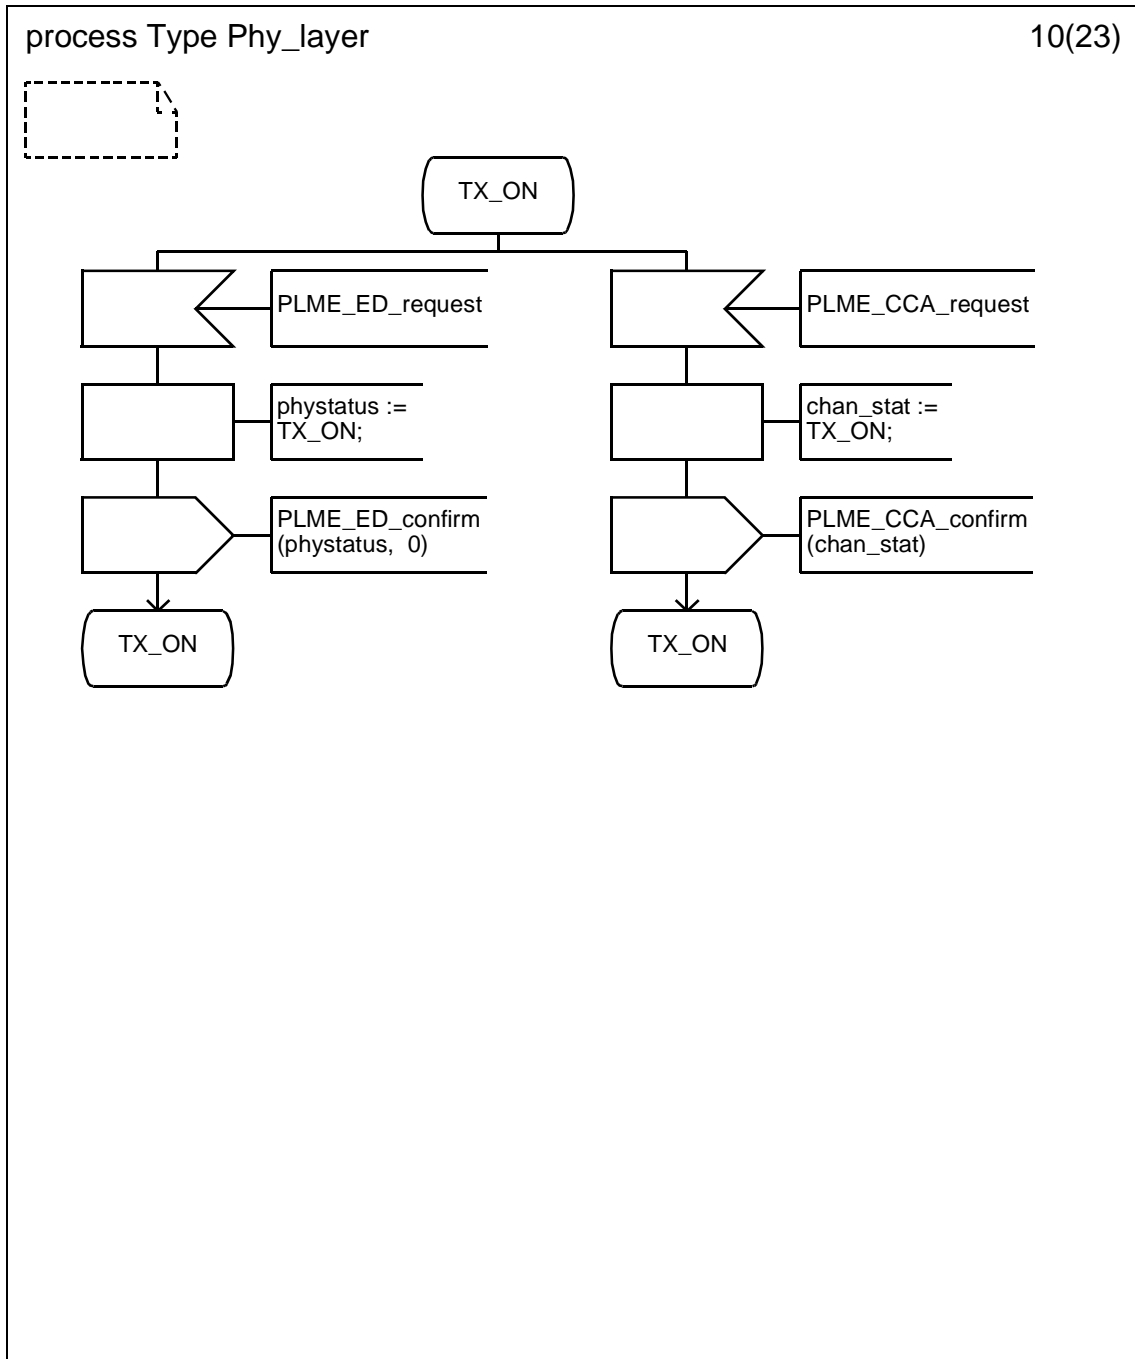 process Type Phy_layer
10(23)
TX_ON
PLME_ED_request
PLME_CCA_request
phystatus :=
TX_ON;
chan_stat :=
TX_ON;
PLME_ED_confirm
(phystatus, 0)
PLME_CCA_confirm
(chan_stat)
TX_ON
TX_ON